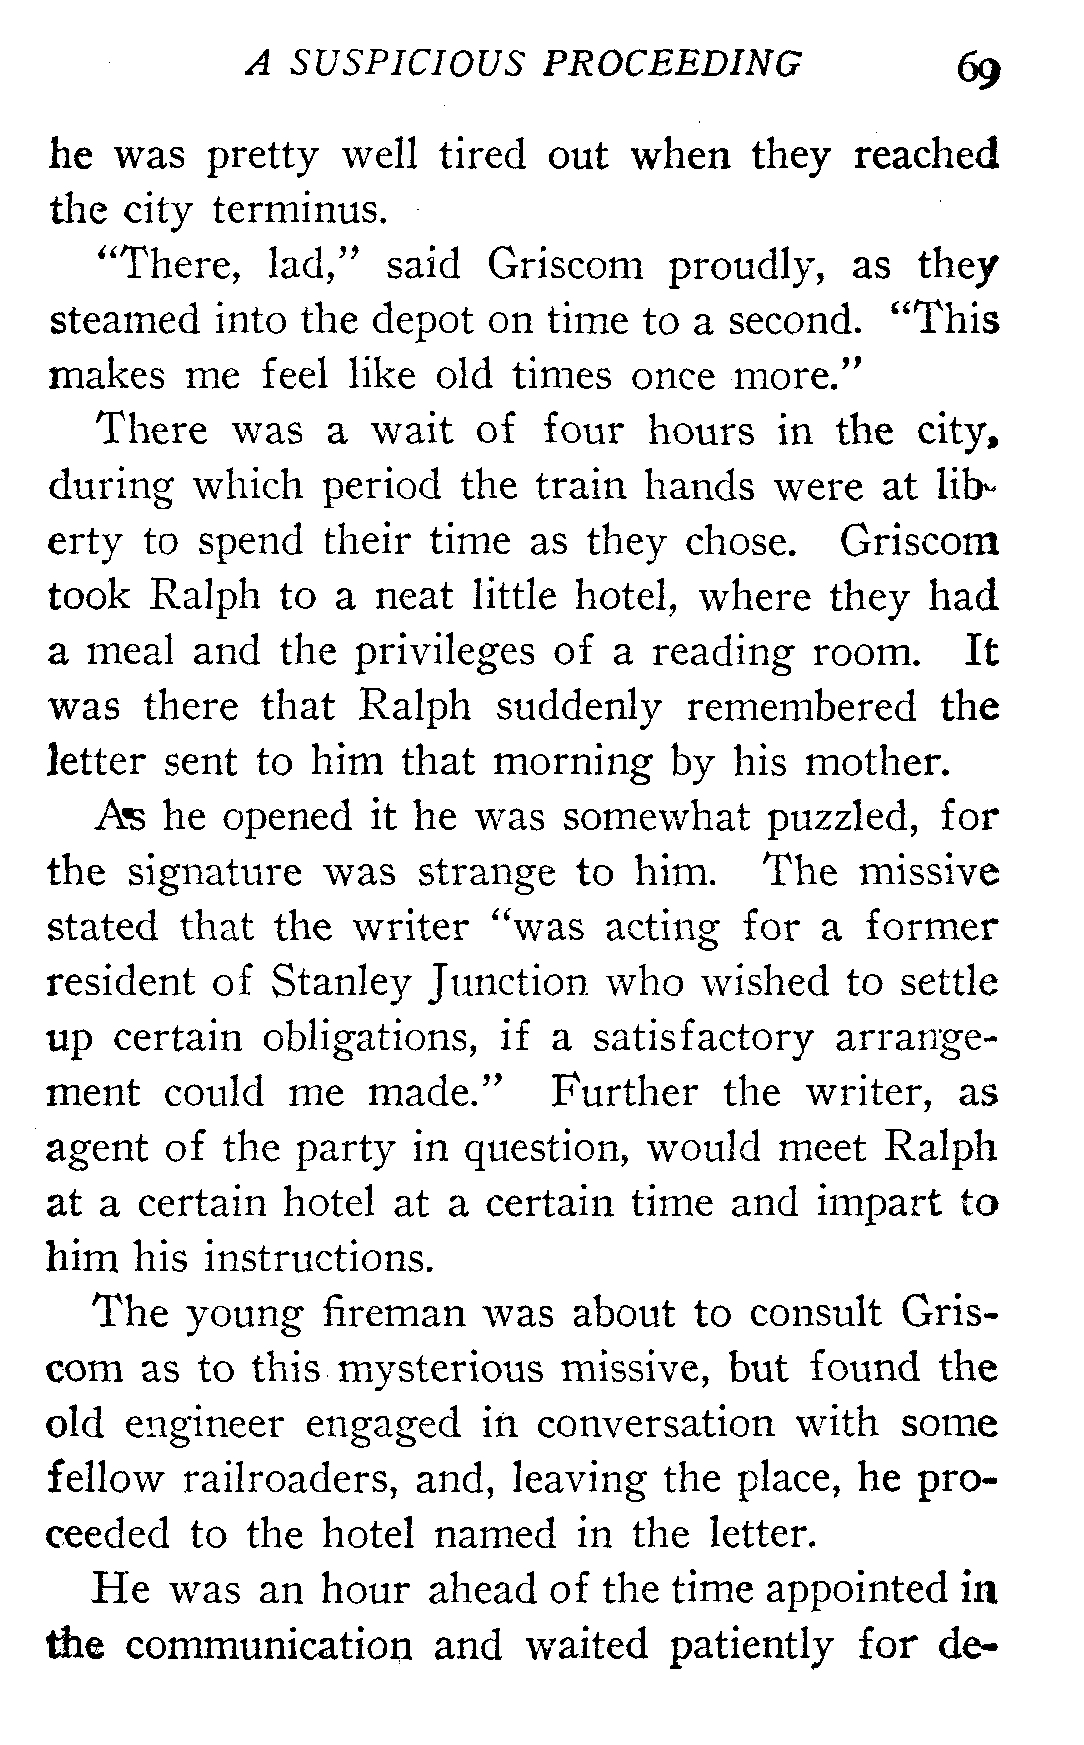 A SUSPICIOUS PROCEEDING 69
he was pretty well tired out when they reached
the city terminus.
"There, lad," said Griscom proudly, as they
steamed into the depot on time to a second. "This
makes me feel like old times once more."
There was a wait of four hours in the city,
during which period the train hands were at lib-
erty to spend their time as they chose. Griscom
took Ralph to a neat little hotel, where they had
a meal and the privileges of a reading room. It
was there that Ralph suddenly remembered the
letter sent to him that morning by his mother.
As he opened it he was somewhat puzzled, for
the signature was strange to him. The missive
stated that the writer "was acting for a former
resident of Stanley Junction who wished to settle
up certain obligations, if a satisfactory arrange-
ment could me made." Further the writer, as
agent of the party in question, would meet Ralph
at a certain hotel at a certain time and impart to
him his instructions.
The young fireman was about to consult Gris-
com as to this mysterious missive, but found the
old engineer engaged in conversation with some
fellow railroaders, and, leaving the place, he pro-
ceeded to the hotel named in the letter.
He was an hour ahead of the time appointed in
the communication and waited patiently for de-